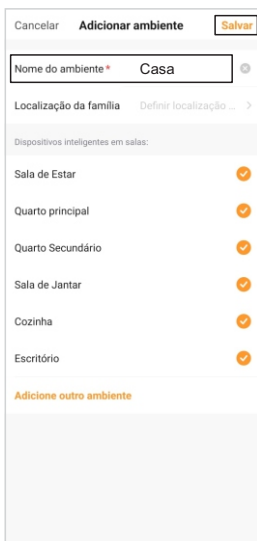 Cancelar Adicionar ambiente Salvar
Nome do ambiente* Casa
Localização da família Definir localização ...
Dispositivos inteligentes em salas:
Sala de Estar
Quarto principal
Quarto Secundário
Sala de Jantar
Cozinha
Escritório
Adicione outro ambiente